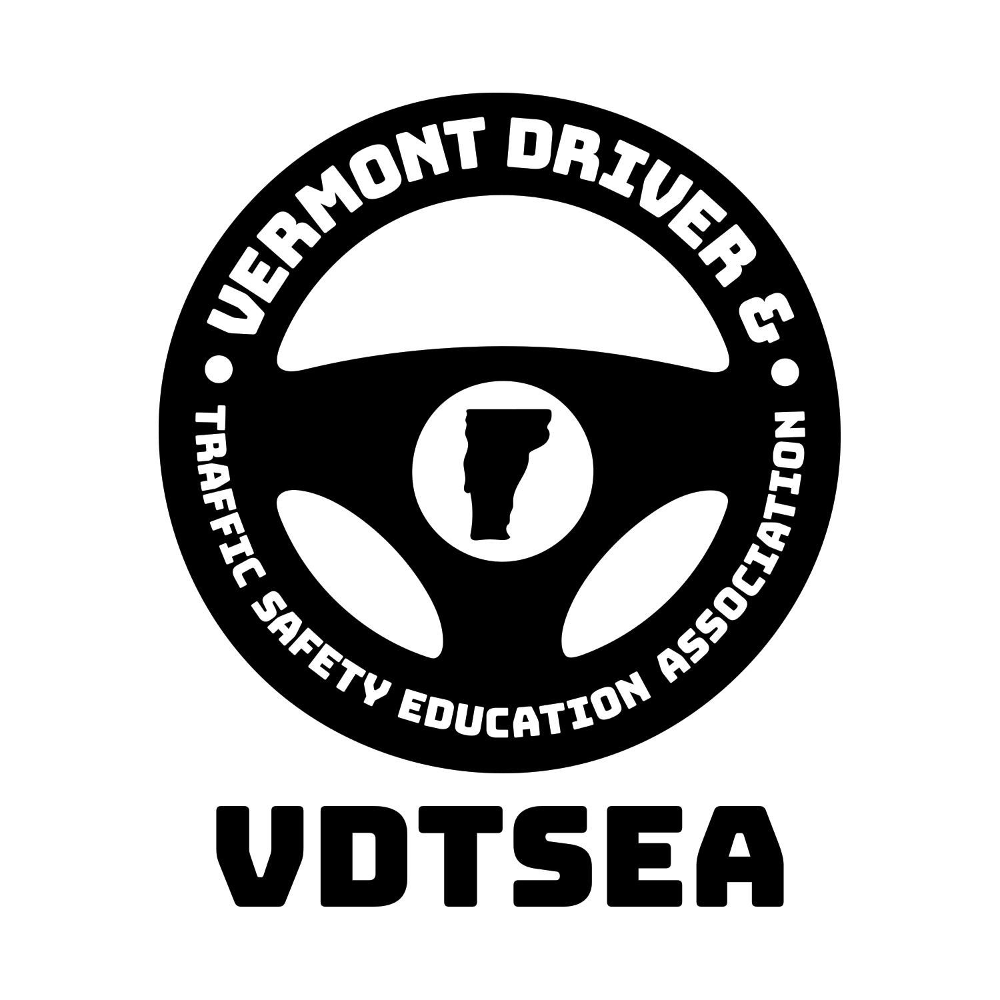 VERMONT DRIVER &
TRAFFIC SAFETY EDUCATION ASSOCIATION
VDTSEA